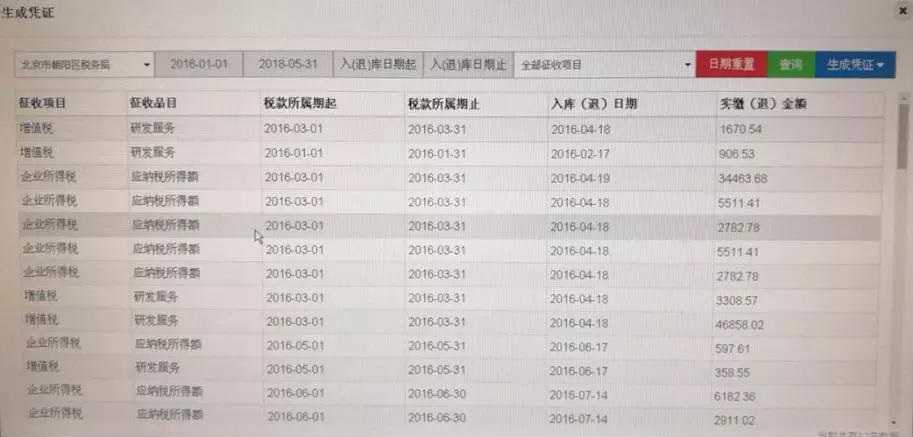 生成凭证
北京市朝阳区税务局 2016-01-01 2018-05-31 入(退)库日期起 入(退)库日期止 全部征收项目 日期重置 查询 生成凭证
征收项目 征收品目 税款所属期起 税款所属期止 入库（退）日期 实缴（退）金额
增值税 研发服务 2016-03-01 2016-03-31 2016-04-18 1670.54
增值税 研发服务 2016-01-01 2016-01-31 2016-02-17 906.53
企业所得税 应纳税所得额 2016-03-01 2016-03-31 2016-04-19 34463.68
企业所得税 应纳税所得额 2016-03-01 2016-03-31 2016-04-18 5511.41
企业所得税 应纳税所得额 2016-03-01 2016-03-31 2016-04-18 2782.78
企业所得税 应纳税所得额 2016-03-01 2016-03-31 2016-04-18 5511.41
企业所得税 应纳税所得额 2016-03-01 2016-03-31 2016-04-18 2782.78
增值税 研发服务 2016-03-01 2016-03-31 2016-04-18 3308.57
增值税 研发服务 2016-03-01 2016-03-31 2016-04-18 46858.02
企业所得税 应纳税所得额 2016-05-01 2016-05-31 2016-06-17 597.61
增值税 研发服务 2016-05-01 2016-05-31 2016-06-17 358.55
企业所得税 应纳税所得额 2016-06-01 2016-06-30 2016-07-14 6182.36
企业所得税 应纳税所得额 2016-06-01 2016-06-30 2016-07-14 2911.02